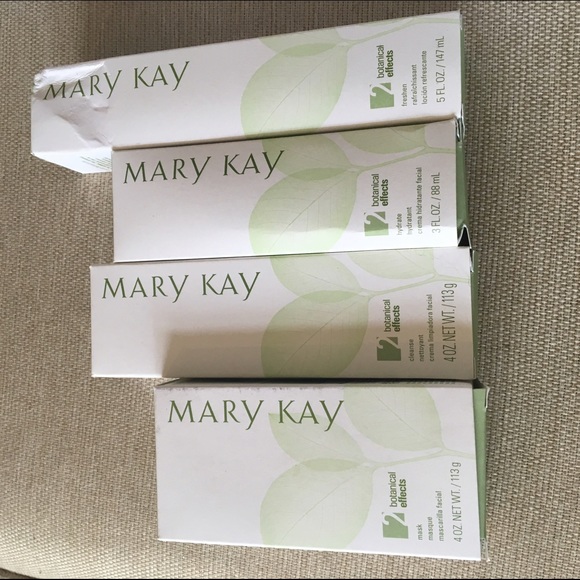 MARY KAY
2 botanical
effects
freshen
rafraîchissant
loción refrescante
5 FL. OZ. / 147 mL
MARY KAY
2 botanical
effects
hydrate
hydratant
crema hidratante facial
3 FL. OZ. / 88 mL
MARY KAY
2 botanical
effects
cleanse
nettoyant
crema limpiadora facial
4 OZ. NET WT. / 113 g
MARY KAY
2 botanical
effects
mask
masque
mascarilla facial
4 OZ. NET WT. / 113 g